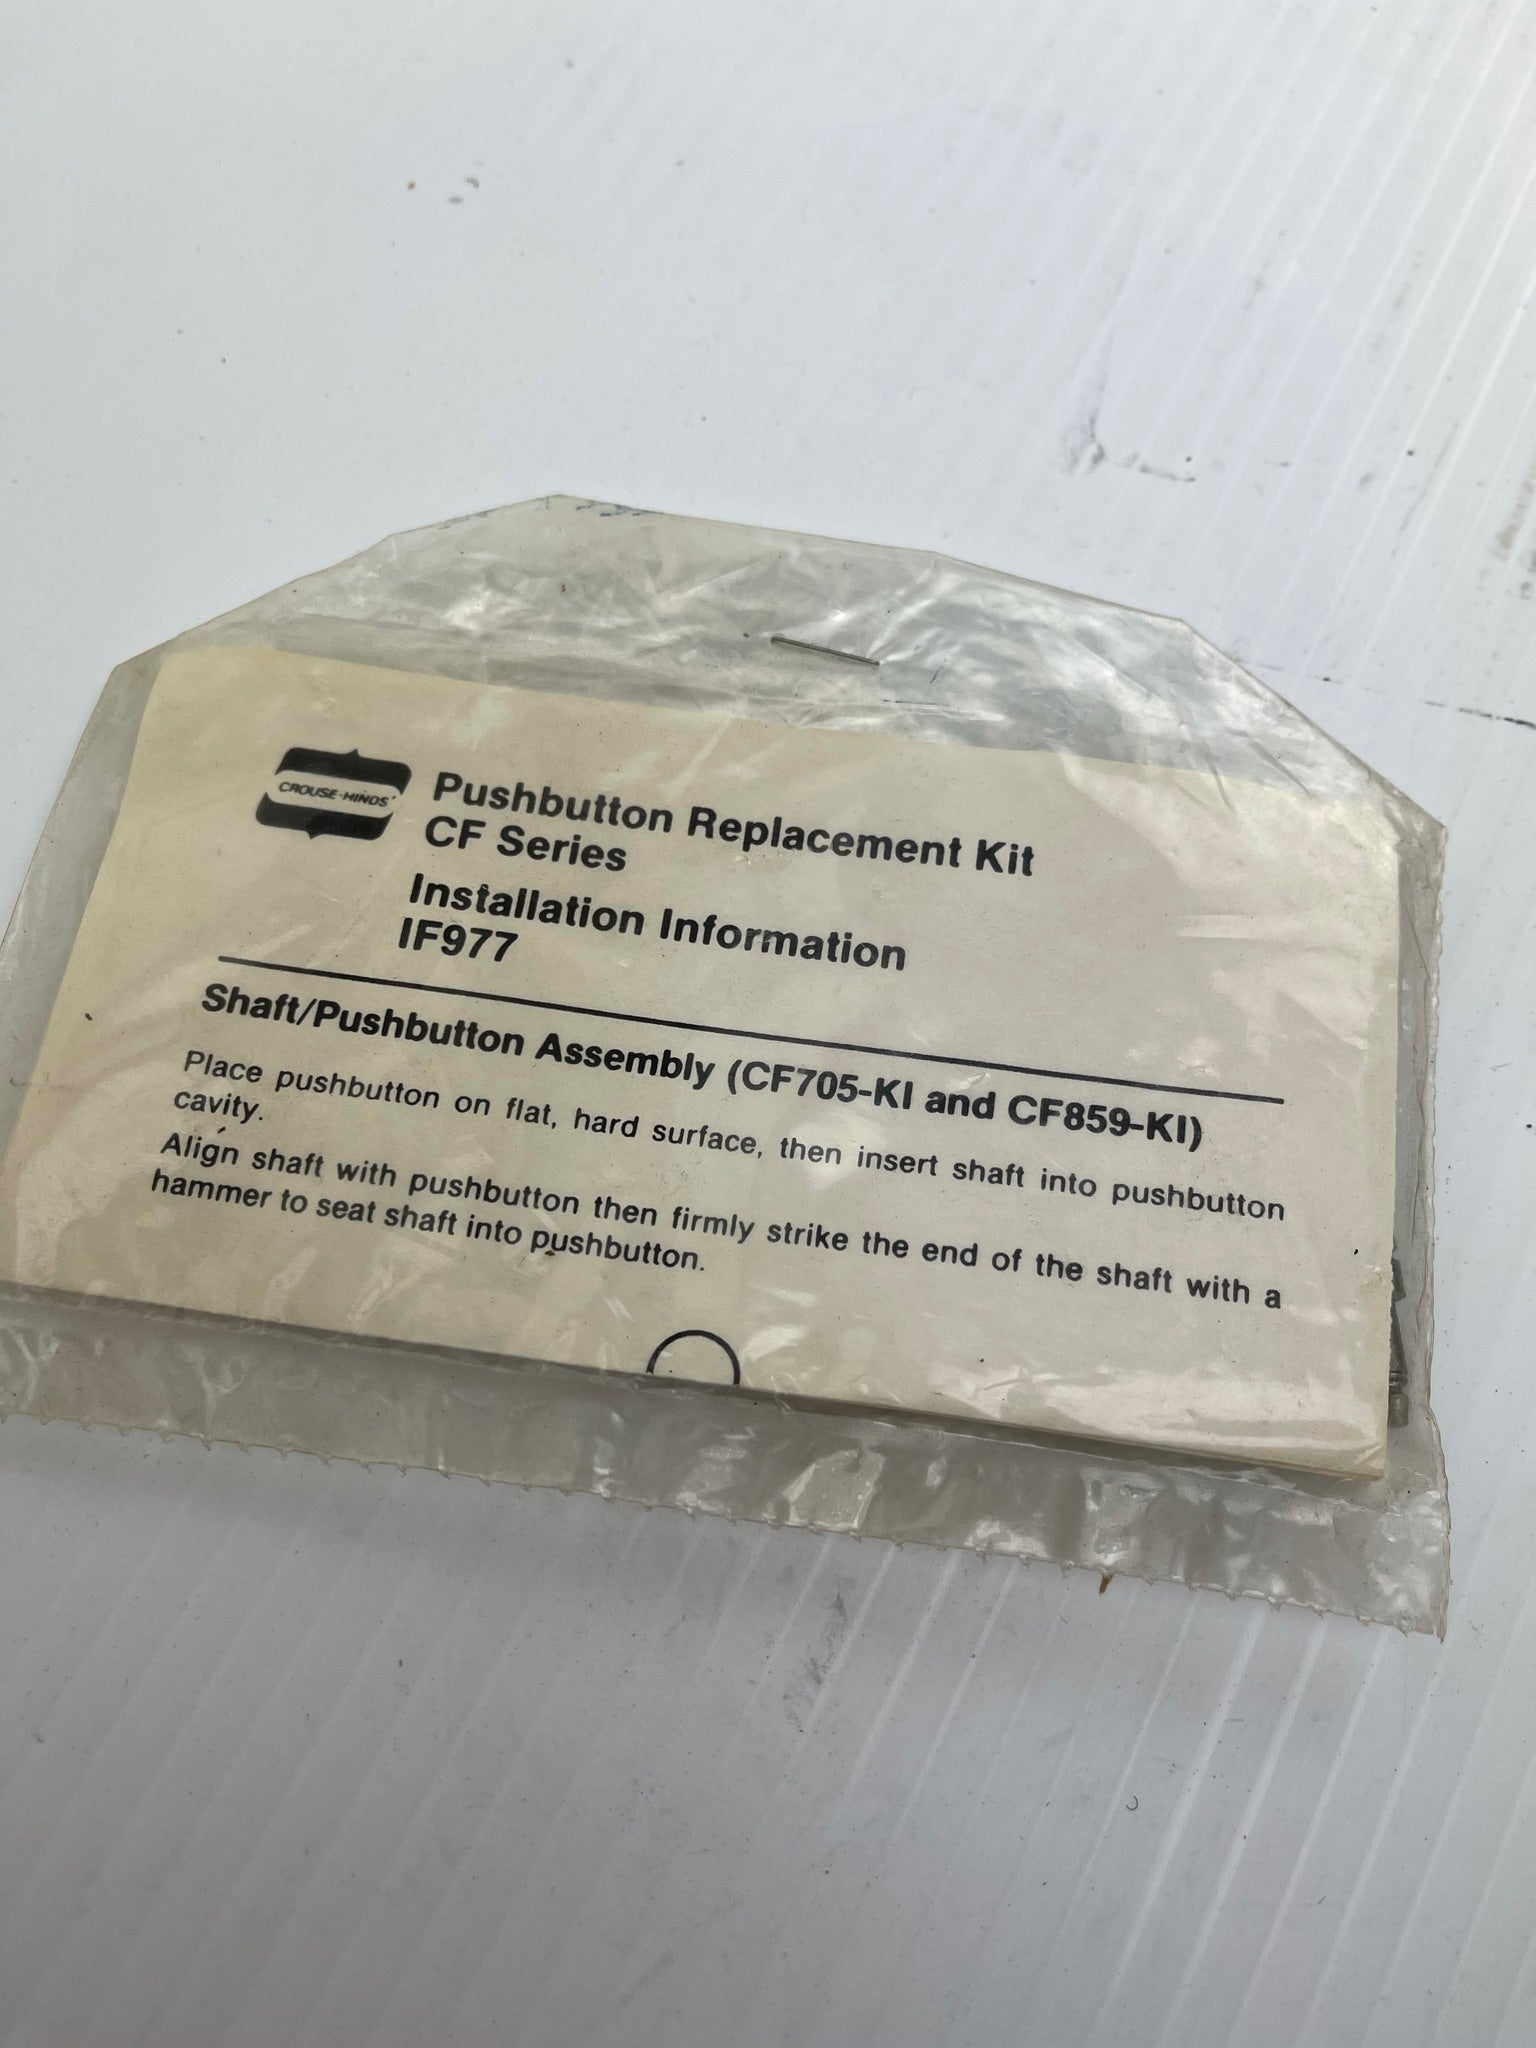 CROUSE-HINDS
Pushbutton Replacement Kit
CF Series
Installation Information
IF977
Shaft/Pushbutton Assembly (CF705-KI and CF859-KI)
Place pushbutton on flat, hard surface, then insert shaft into pushbutton
cavity.
Align shaft with pushbutton then firmly strike the end of the shaft with a
hammer to seat shaft into pushbutton.